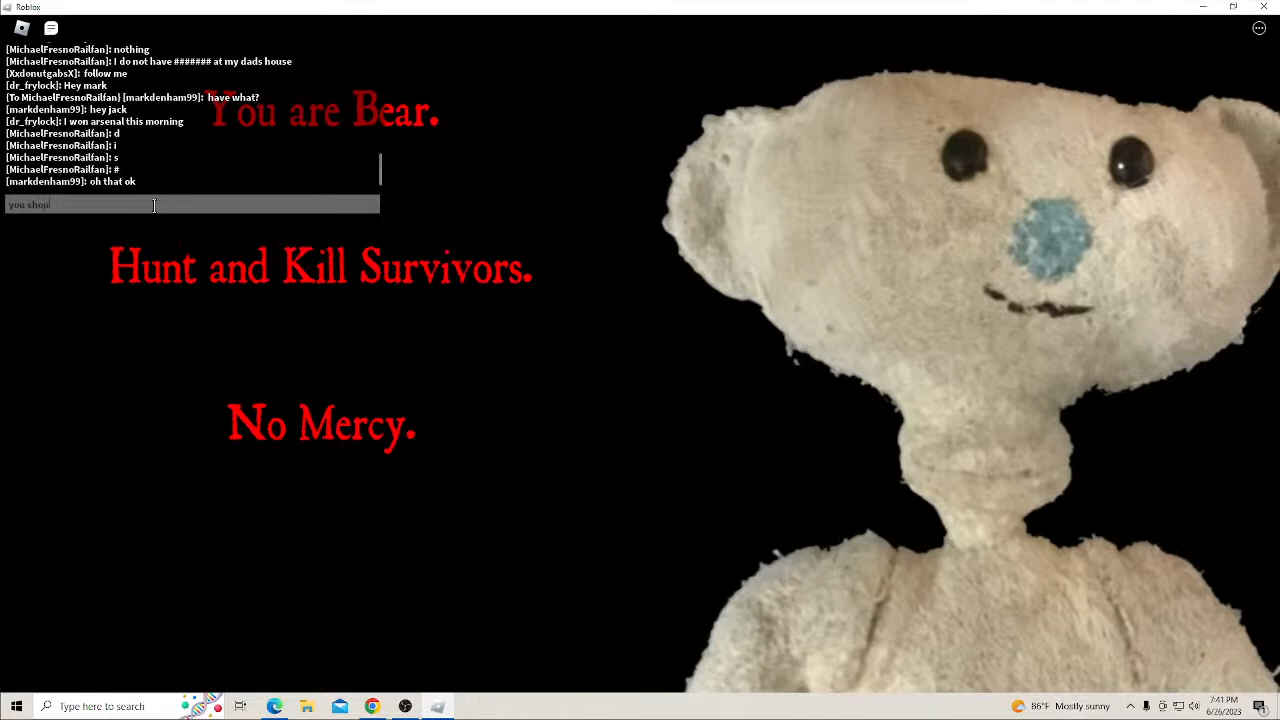 Roblox
[MichaelFresnoRailfan]: nothing
[MichaelFresnoRailfan]: I do not have ####### at my dads house
[XxdonutgabsX]: follow me
[dr_frylock]: Hey mark
{To MichaelFresnoRailfan} [markdenham99]: have what?
[markdenham99]: hey jack
[dr_frylock]: I won arsenal this morning
[MichaelFresnoRailfan]: d
[MichaelFresnoRailfan]: i
[MichaelFresnoRailfan]: s
[MichaelFresnoRailfan]: #
[markdenham99]: oh that ok
you shou
You are Bear.
Hunt and Kill Survivors.
No Mercy.
Type here to search
86°F Mostly sunny
7:41 PM
6/26/2023